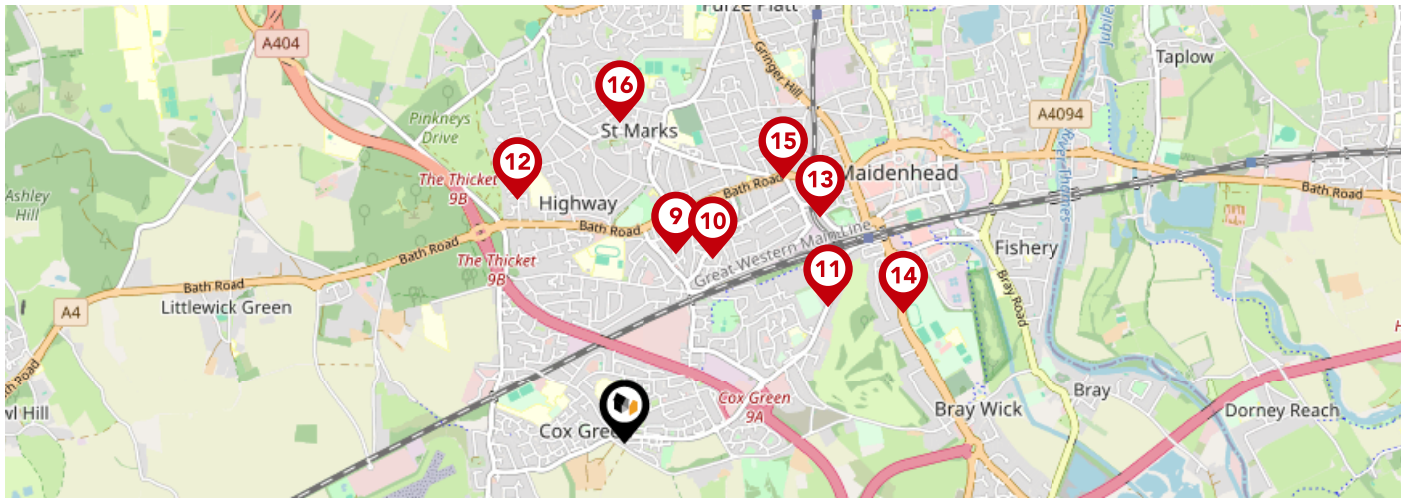 Furze Platt
A404
Jubilee
Taplow
Gringer Hill
16
Pinkneys
Drive
A4094
St Marks
15
12
The Thicket
9B
13
Maidenhead
River Thames
Ashley
Hill
Bath Road
Bath Road
Highway
9
10
Bath Road
Great Western Main Line
Fishery
Bath Road
The Thicket
9B
11
14
Bath Road
Littlewick Green
A4
Bray Road
Cox Green
9A
Bray
Bray Wick
Dorney Reach
Cox Gree